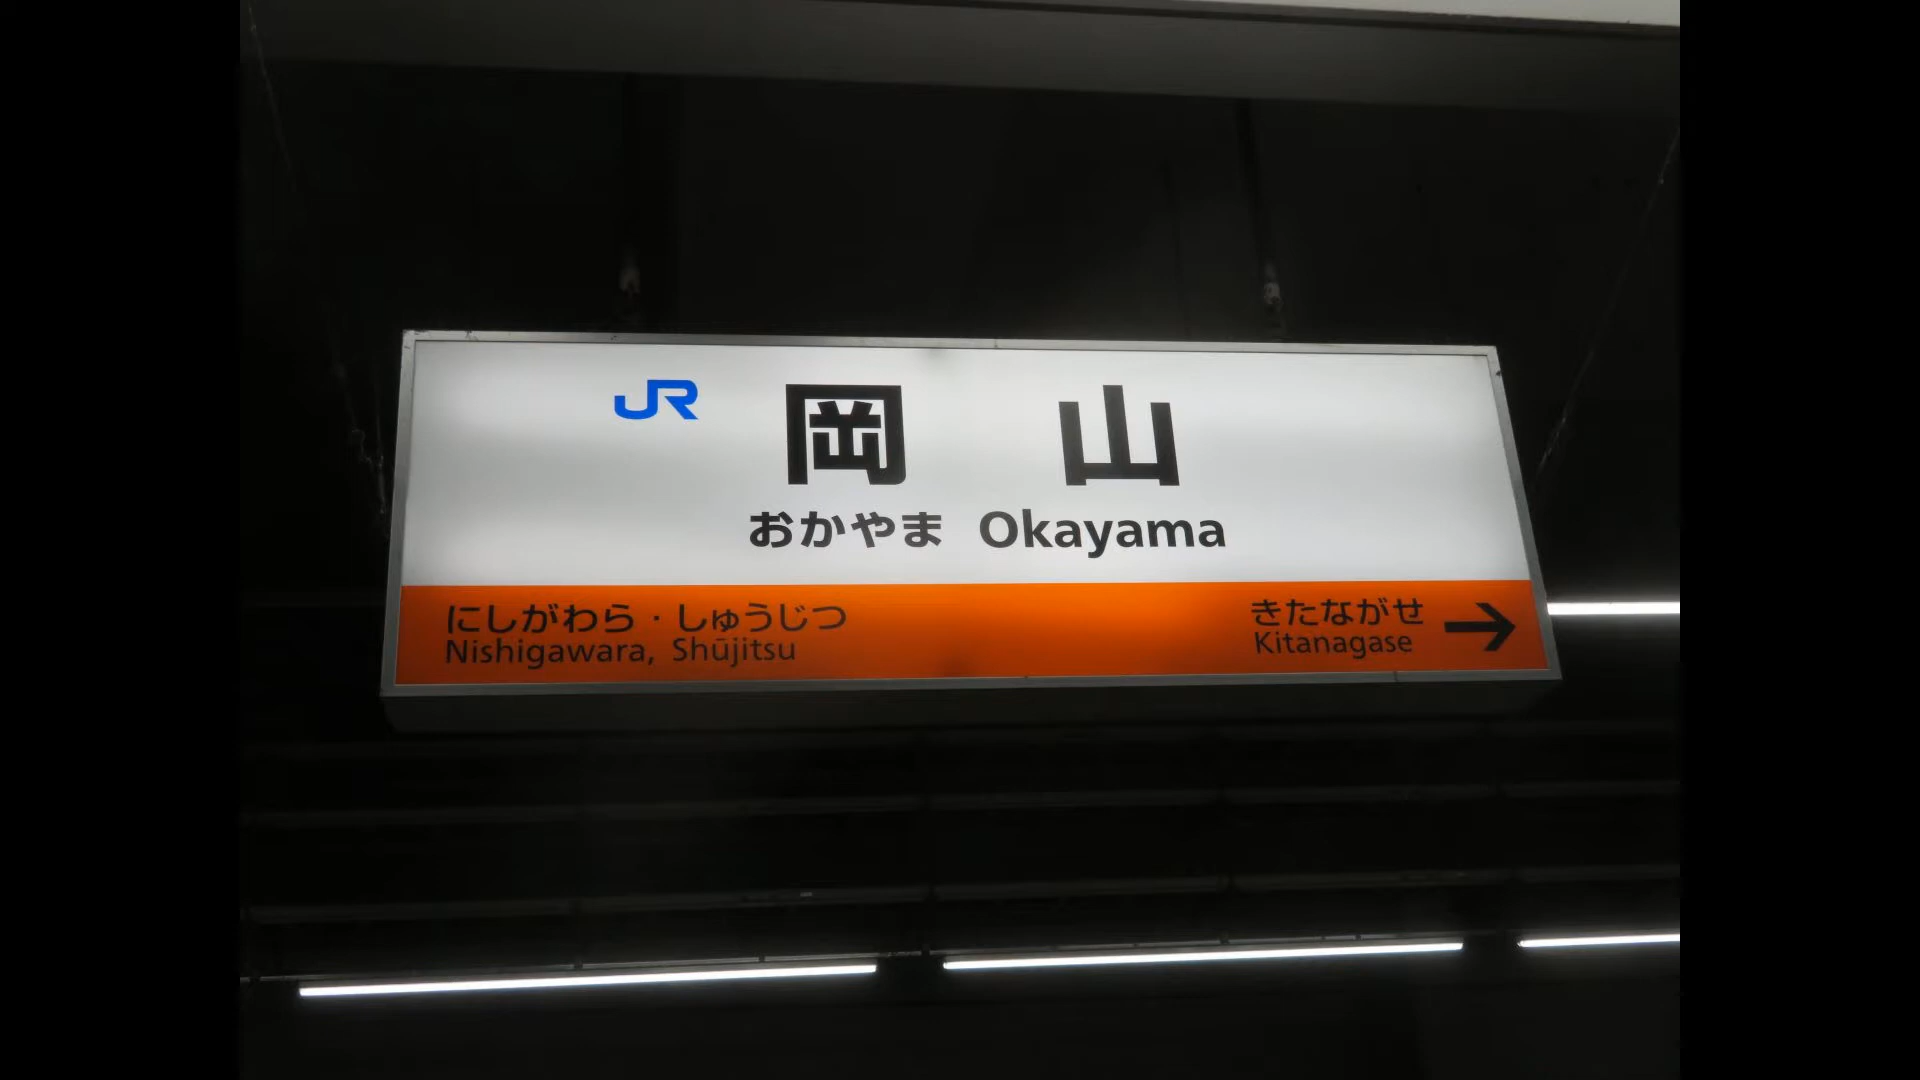 JR 岡山
おかやま Okayama
にしがわら・しゅうじつ
Nishigawara, Shūjitsu
きたながせ →
Kitanagase